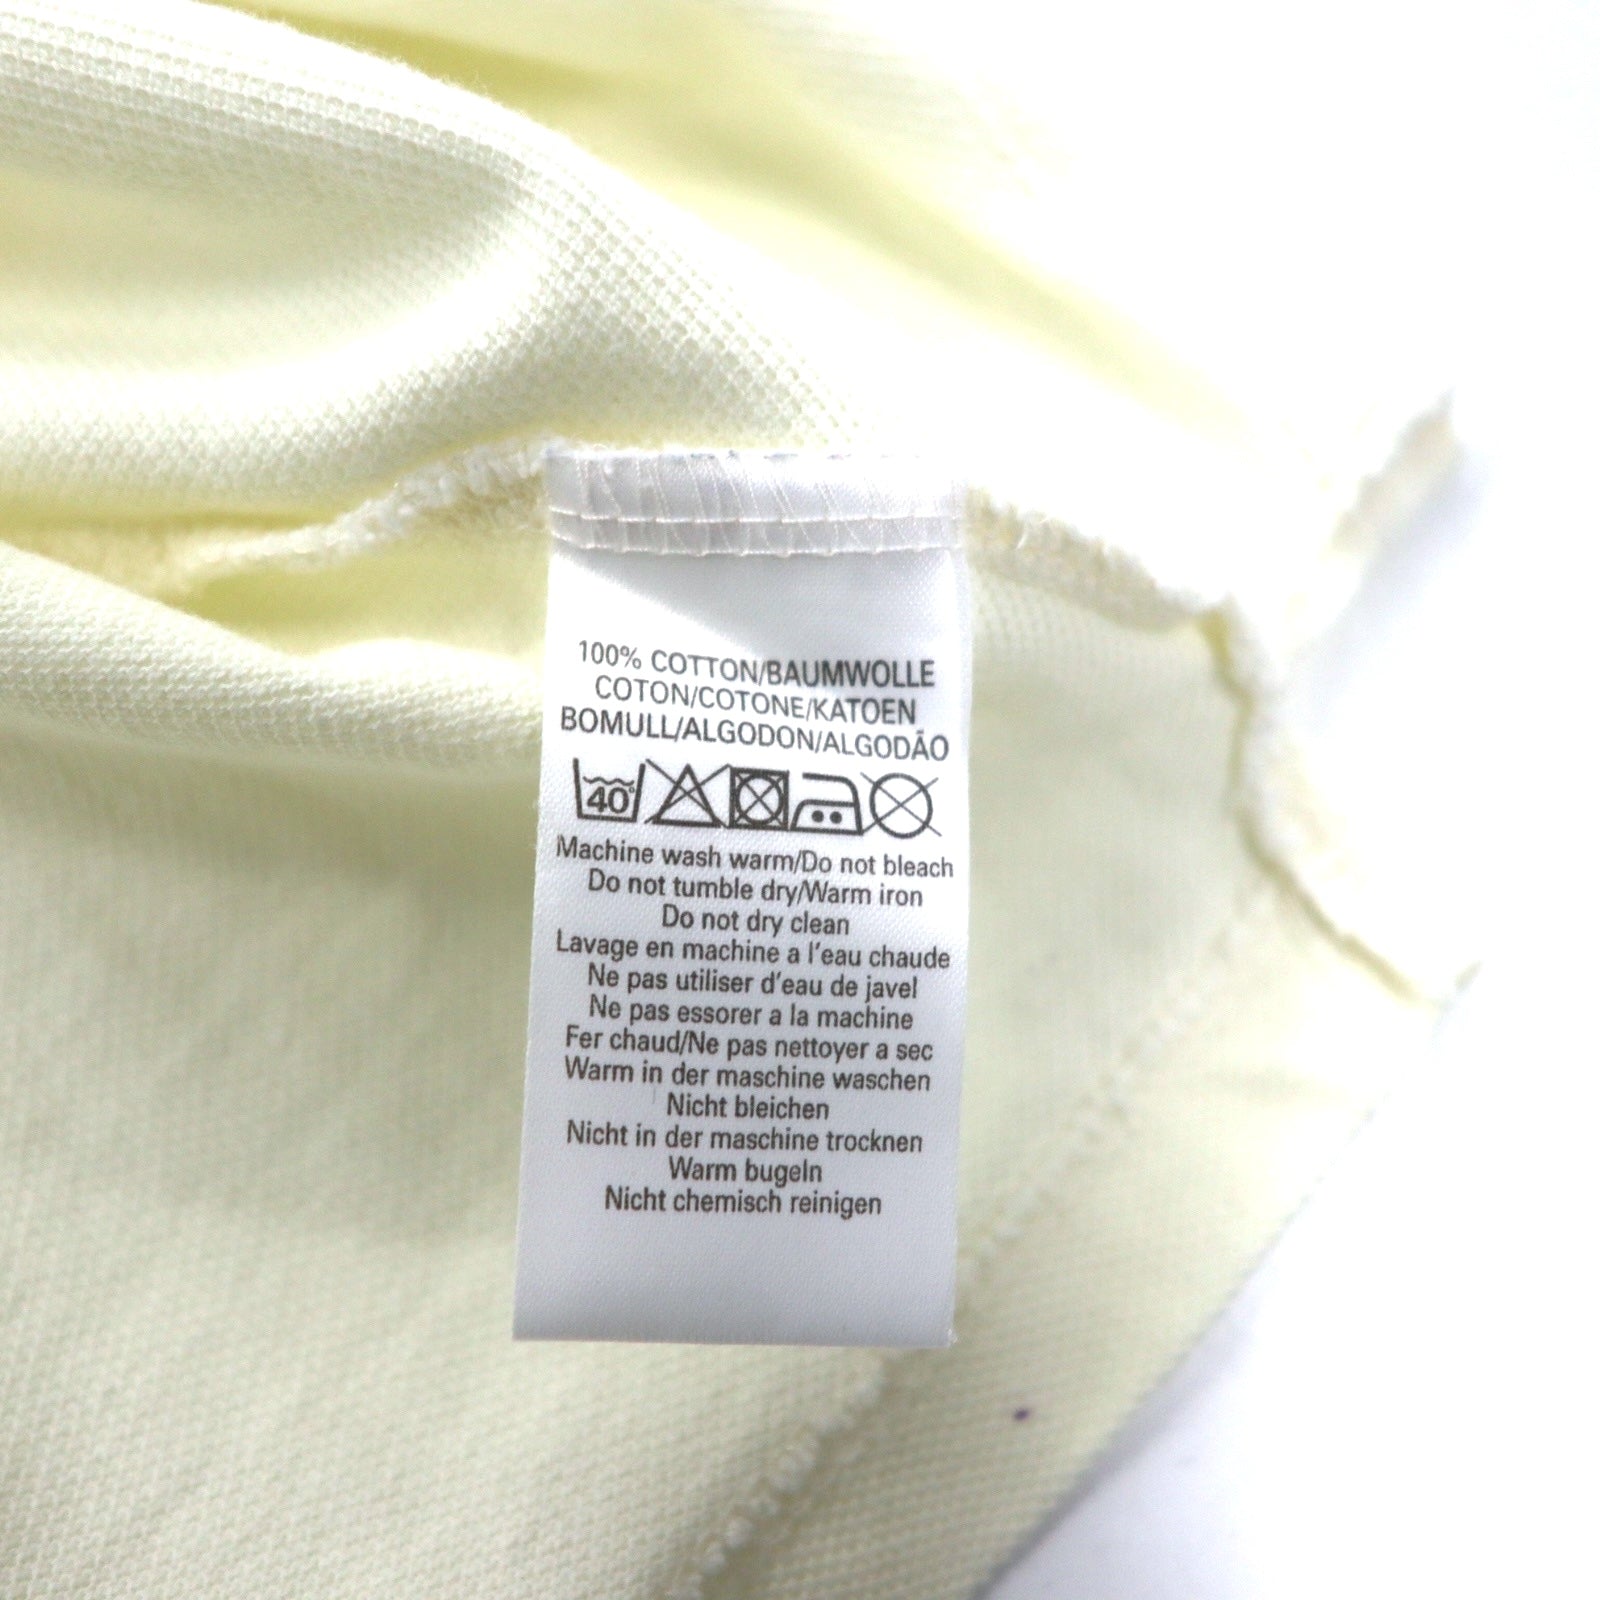 100% COTTON/BAUMWOLLE
COTON/COTONE/KATOEN
BOMULL/ALGODON/ALGODÃO
40°
Machine wash warm/Do not bleach
Do not tumble dry/Warm iron
Do not dry clean
Lavage en machine a l'eau chaude
Ne pas utiliser d'eau de javel
Ne pas essorer a la machine
Fer chaud/Ne pas nettoyer a sec
Warm in der maschine waschen
Nicht bleichen
Nicht in der maschine trocknen
Warm bugeln
Nicht chemisch reinigen